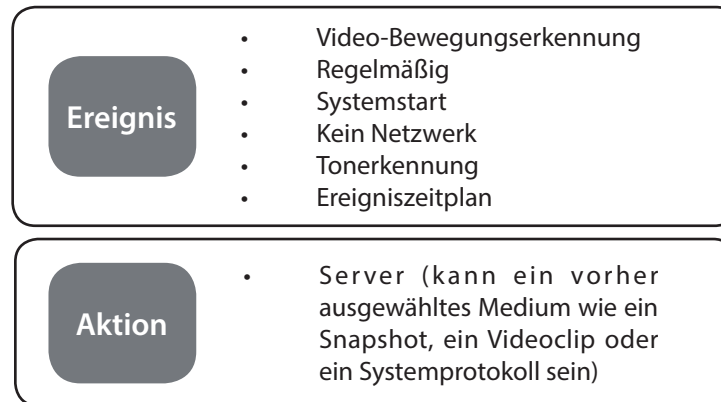 Ereignis
• Video-Bewegungserkennung
• Regelmäßig
• Systemstart
• Kein Netzwerk
• Tonerkennung
• Ereigniszeitplan
Aktion
• Server (kann ein vorher
ausgewähltes Medium wie ein
Snapshot, ein Videoclip oder
ein Systemprotokoll sein)